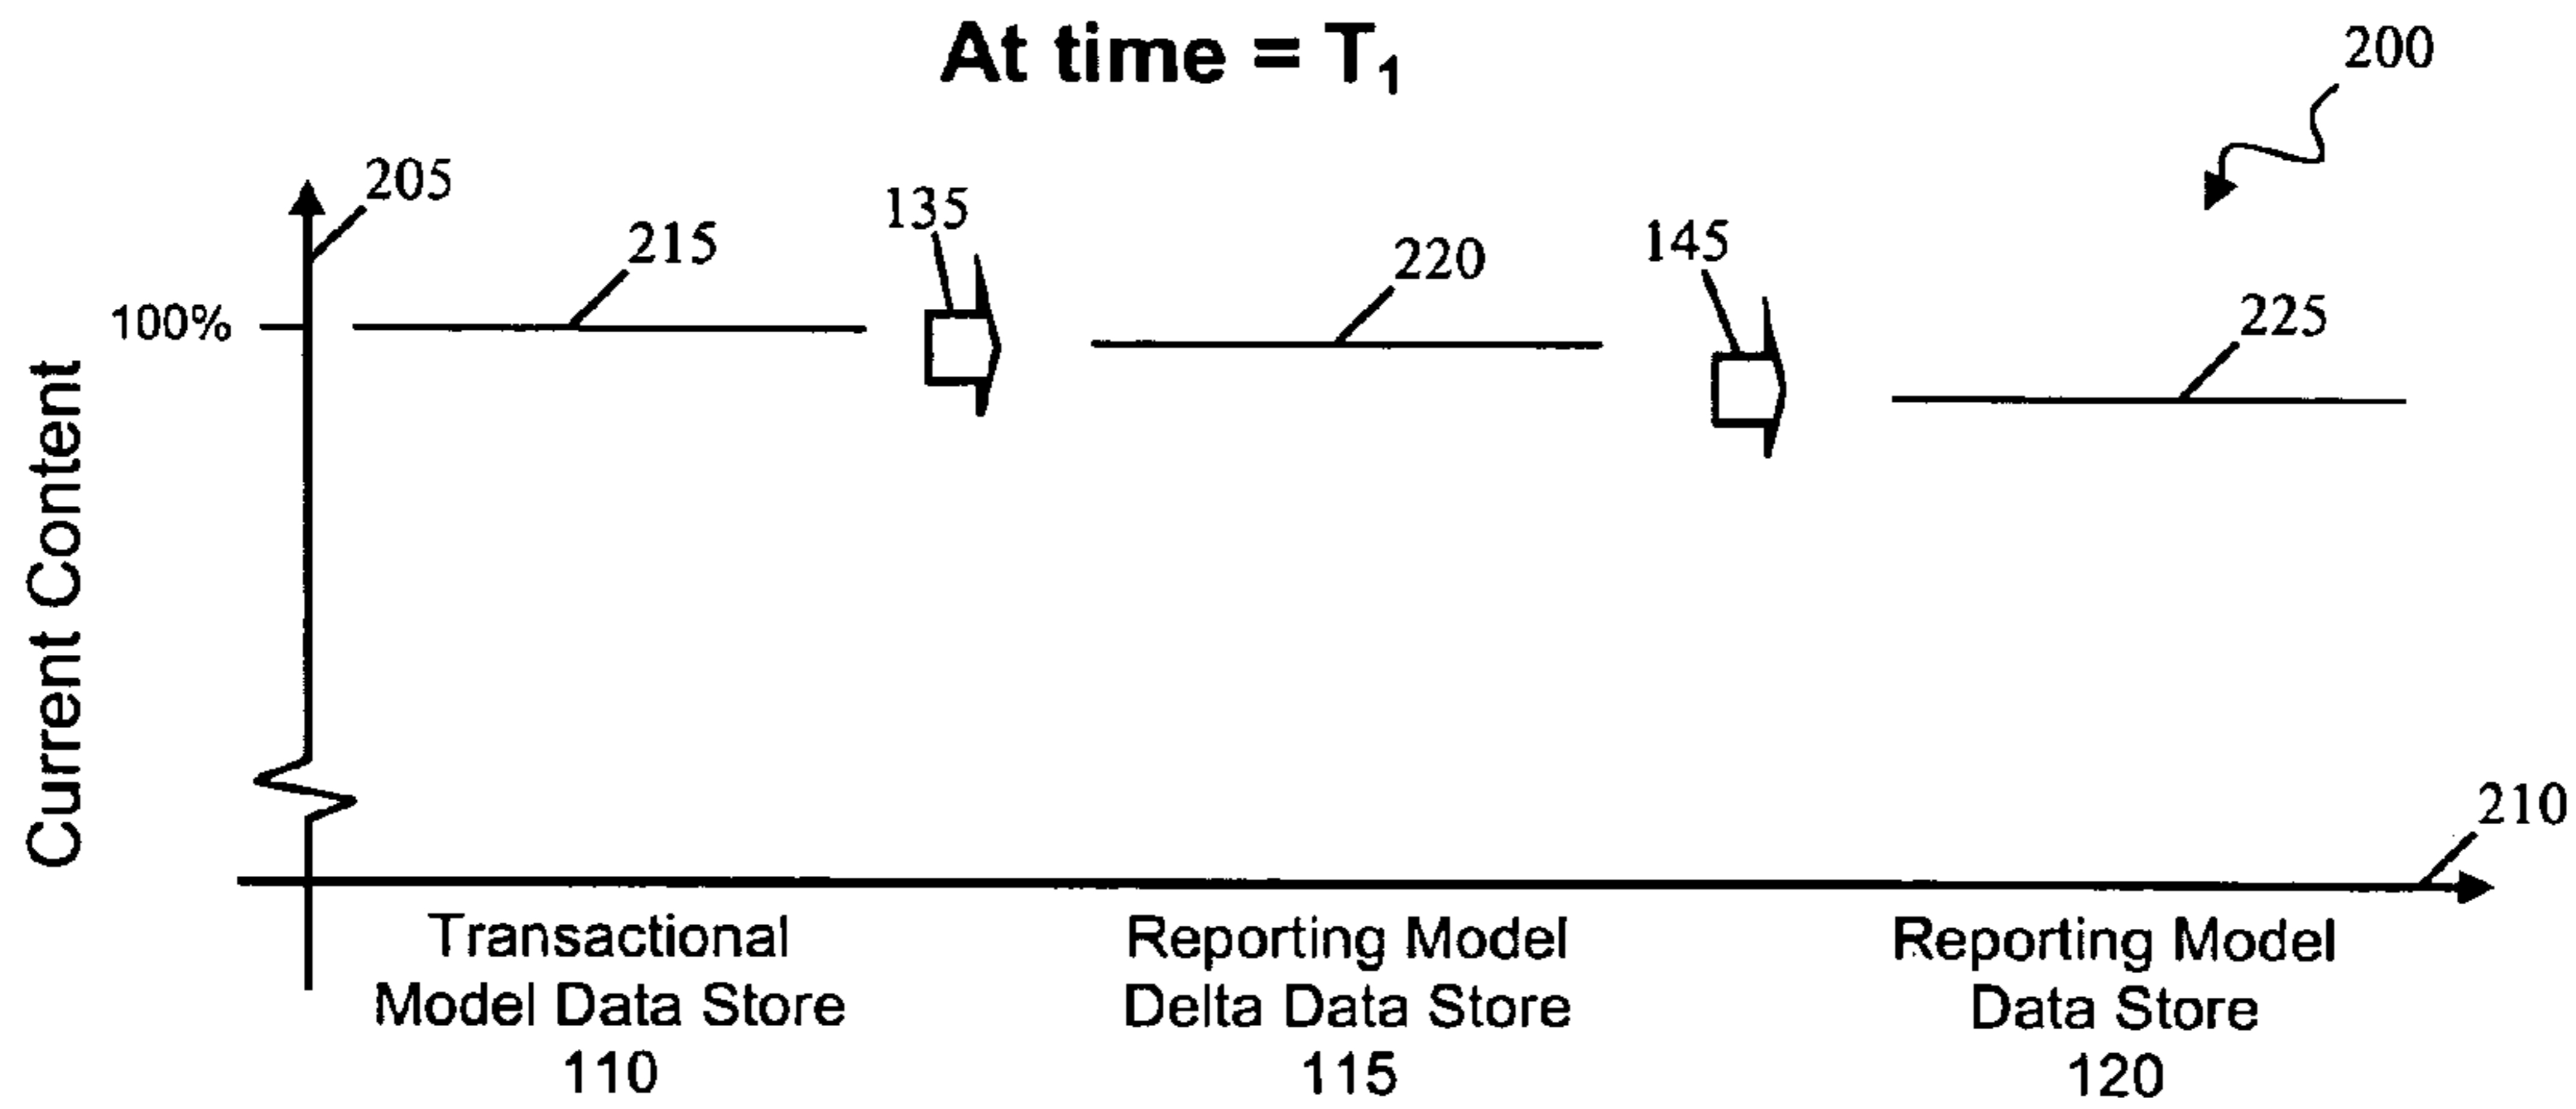 At time = T₁
200
205
215
135
220
145
225
100%
Current Content
210
Transactional
Model Data Store
110
Reporting Model
Delta Data Store
115
Reporting Model
Data Store
120